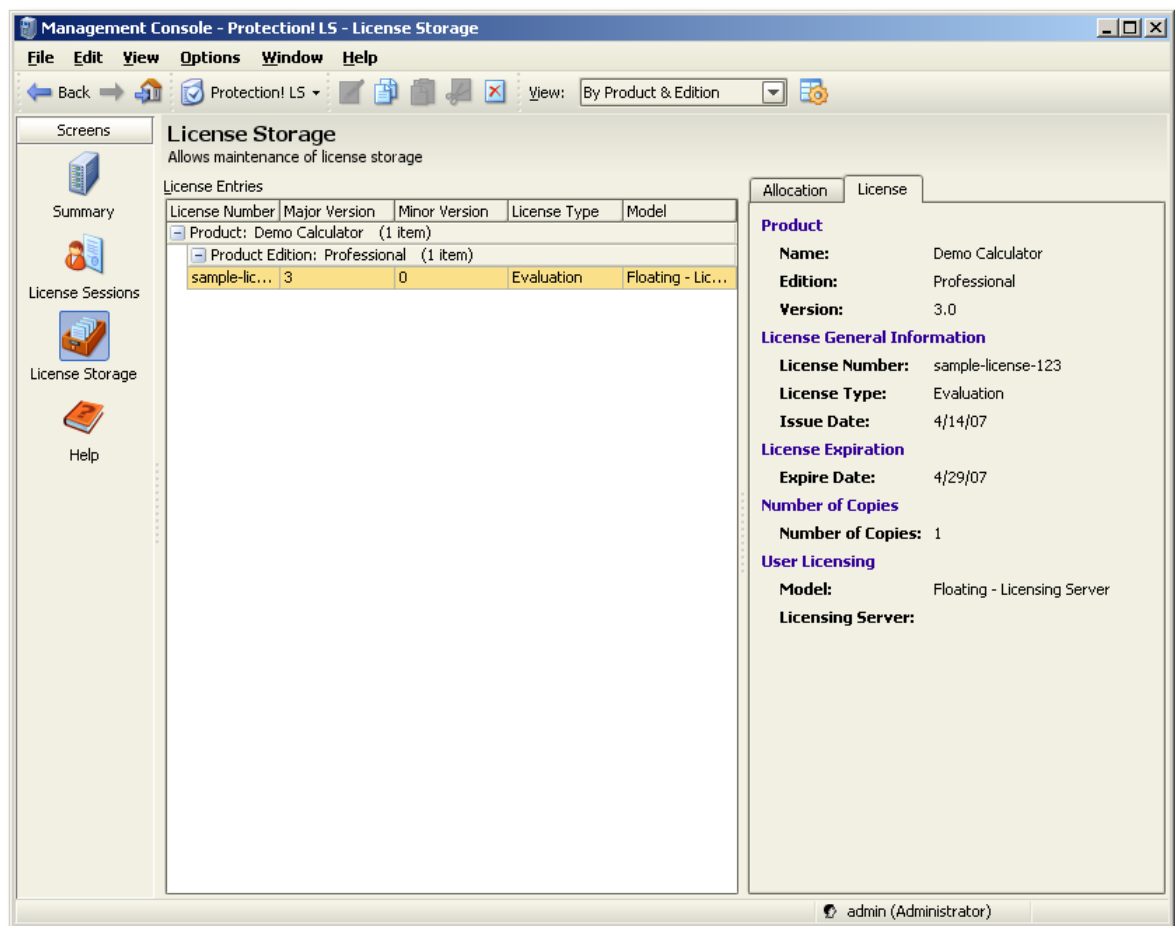 Management Console - Protection! LS - License Storage
File Edit View Options Window Help
Back Protection! LS View: By Product & Edition
Screens
Summary
License Sessions
License Storage
Help
License Storage
Allows maintenance of license storage
License Entries
License Number Major Version Minor Version License Type Model
Product: Demo Calculator (1 item)
Product Edition: Professional (1 item)
sample-lic... 3 0 Evaluation Floating - Lic...
Allocation License
Product
Name: Demo Calculator
Edition: Professional
Version: 3.0
License General Information
License Number: sample-license-123
License Type: Evaluation
Issue Date: 4/14/07
License Expiration
Expire Date: 4/29/07
Number of Copies
Number of Copies: 1
User Licensing
Model: Floating - Licensing Server
Licensing Server:
admin (Administrator)